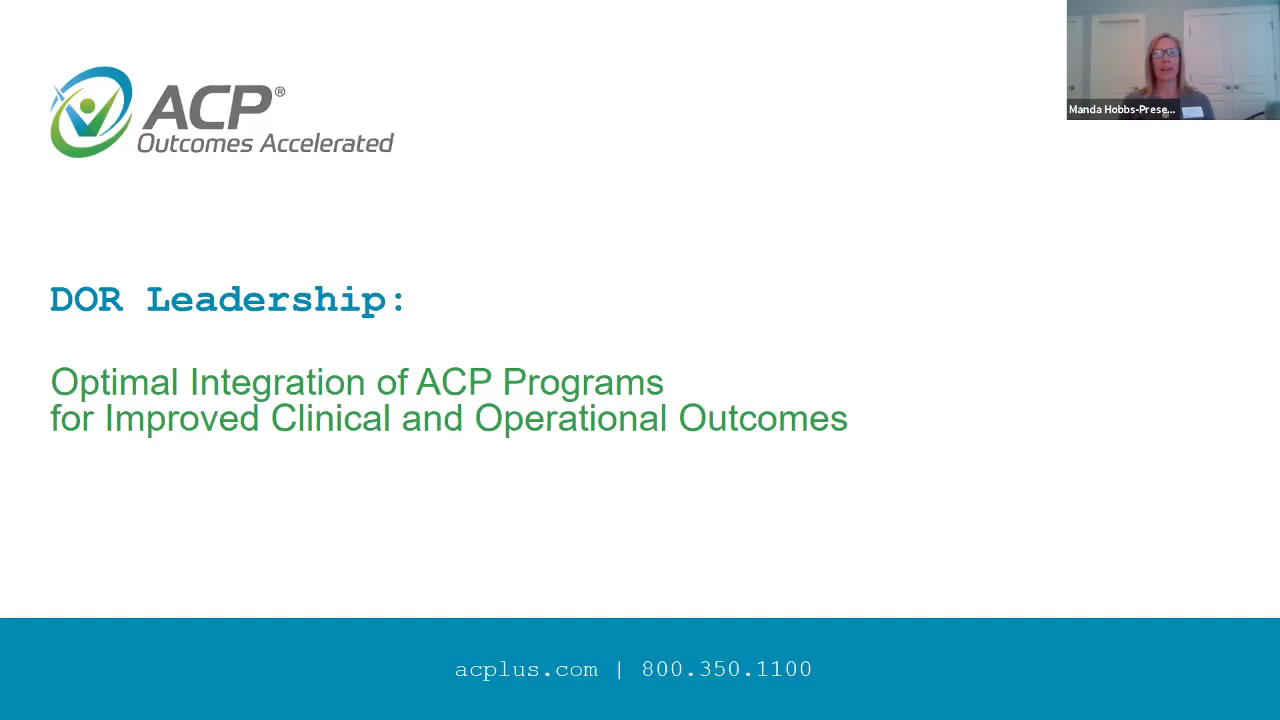 ACP®
Outcomes Accelerated
Manda Hobbs-Prese...
DOR Leadership:
Optimal Integration of ACP Programs
for Improved Clinical and Operational Outcomes
acplus.com | 800.350.1100